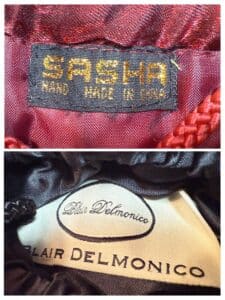 SASHA
HAND MADE IN CHINA
Blair Delmonico
BLAIR DELMONICO